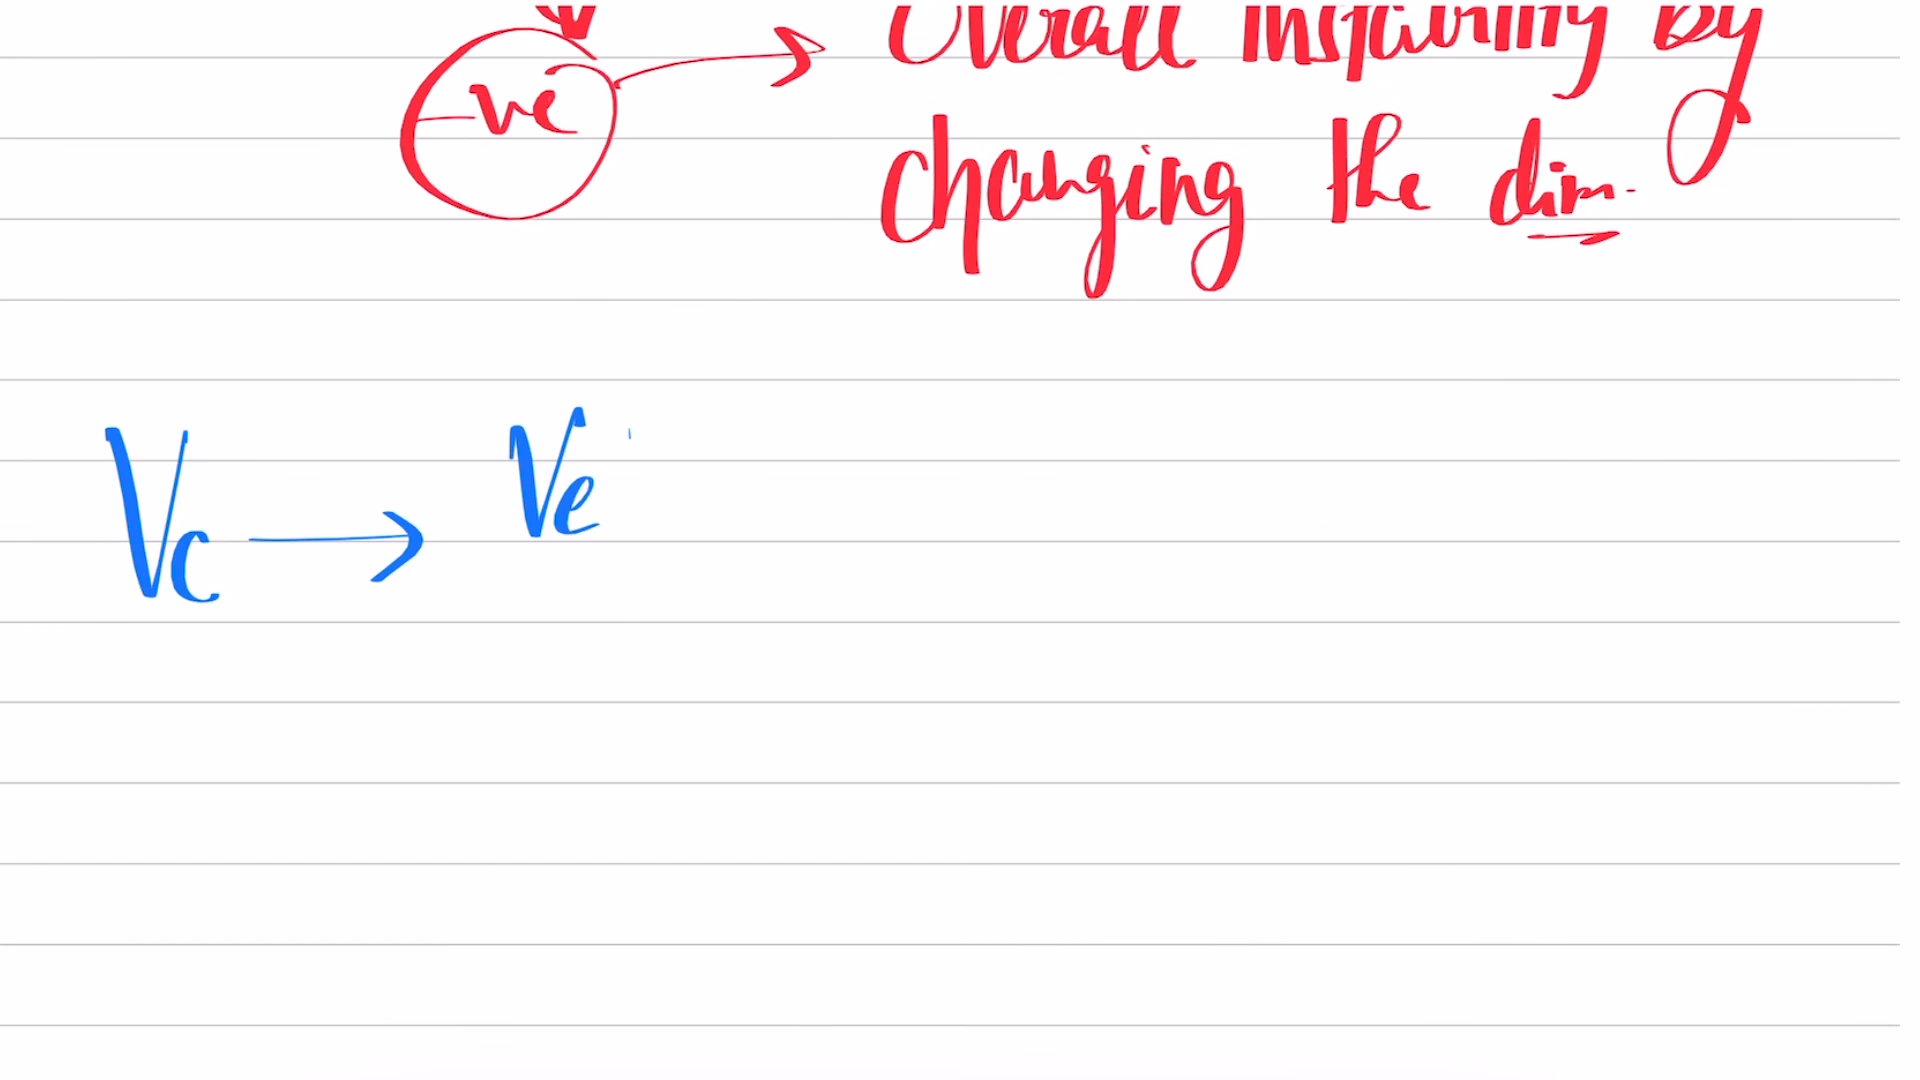 -ve → Overall instability by
changing the dim.
Vc → Ve